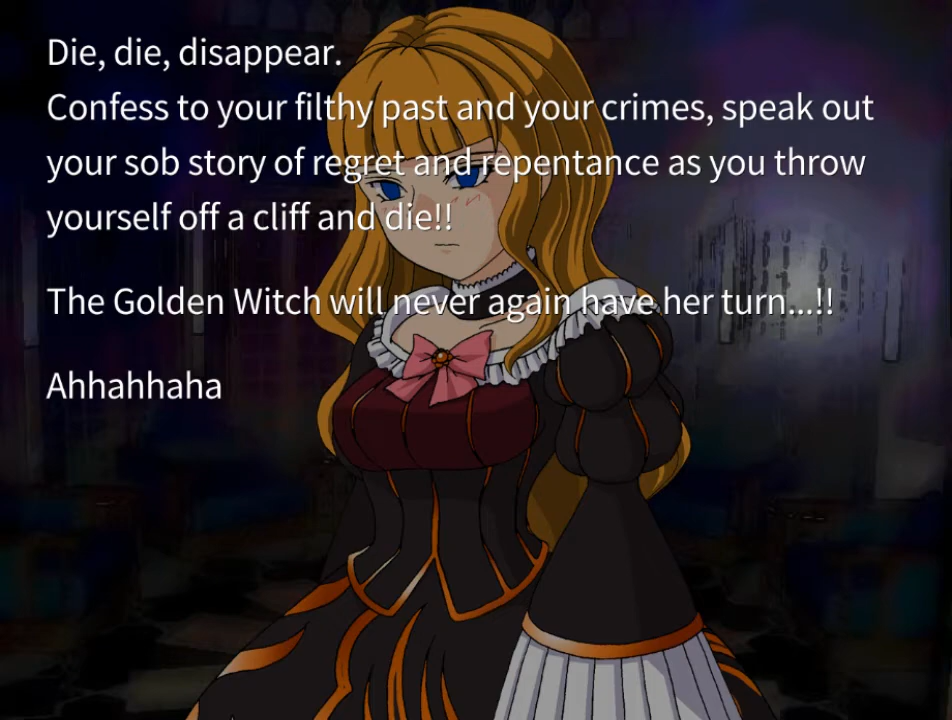 Die, die, disappear.
Confess to your filthy past and your crimes, speak out
your sob story of regret and repentance as you throw
yourself off a cliff and die!!
The Golden Witch will never again have her turn...!!
Ahhahhaha